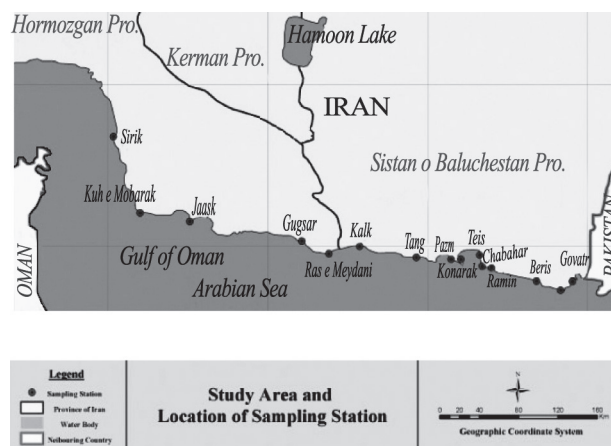 Hormozgan Pro.
Hamoon Lake
Kerman Pro.
IRAN
Sirik
Sistan o Baluchestan Pro.
Kuh e Mobarak
Jaask
Gugsar
Kalk
Tang
Pazm
Teis
Chabahar
Govatr
Gulf of Oman
Ras e Meydani
Konarak
Ramin
Beris
OMAN
Arabian Sea
PAKISTAN
Legend
Sampling Station
Province of Iran
Water Body
Neibouring Country
Study Area and
Location of Sampling Station
N
0 20 40 80 120 160
Geographic Coordinate System